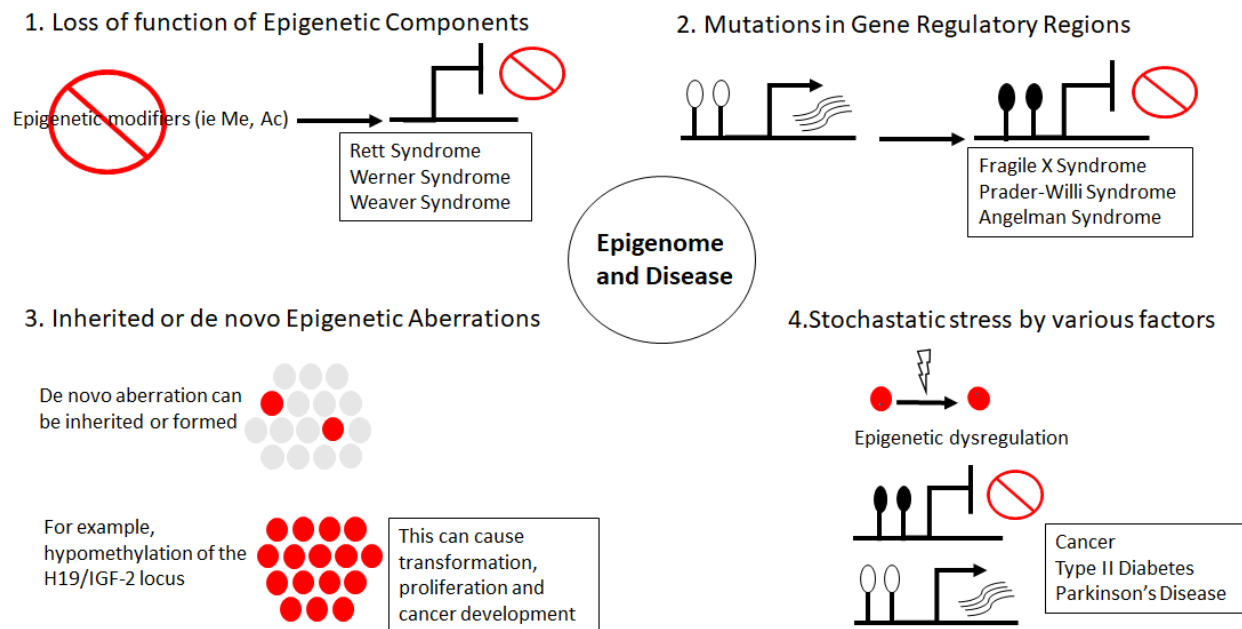 1. Loss of function of Epigenetic Components
Epigenetic modifiers (ie Me, Ac)
Rett Syndrome
Werner Syndrome
Weaver Syndrome
2. Mutations in Gene Regulatory Regions
Fragile X Syndrome
Prader-Willi Syndrome
Angelman Syndrome
Epigenome
and Disease
3. Inherited or de novo Epigenetic Aberrations
De novo aberration can
be inherited or formed
For example,
hypomethylation of the
H19/IGF-2 locus
This can cause
transformation,
proliferation and
cancer development
4.Stochastatic stress by various factors
Epigenetic dysregulation
Cancer
Type II Diabetes
Parkinson's Disease